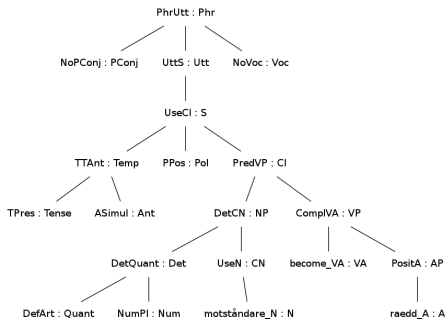 PhrUtt : Phr
NoPConj : PConj UttS : Utt NoVoc : Voc
UseCl : S
TTAnt : Temp PPos : Pol PredVP : Cl
TPres : Tense ASimul : Ant DetCN : NP ComplVA : VP
DetQuant : Det UseN : CN become_VA : VA PositA : AP
DefArt : Quant NumPl : Num motståndare_N : N raedd_A : A